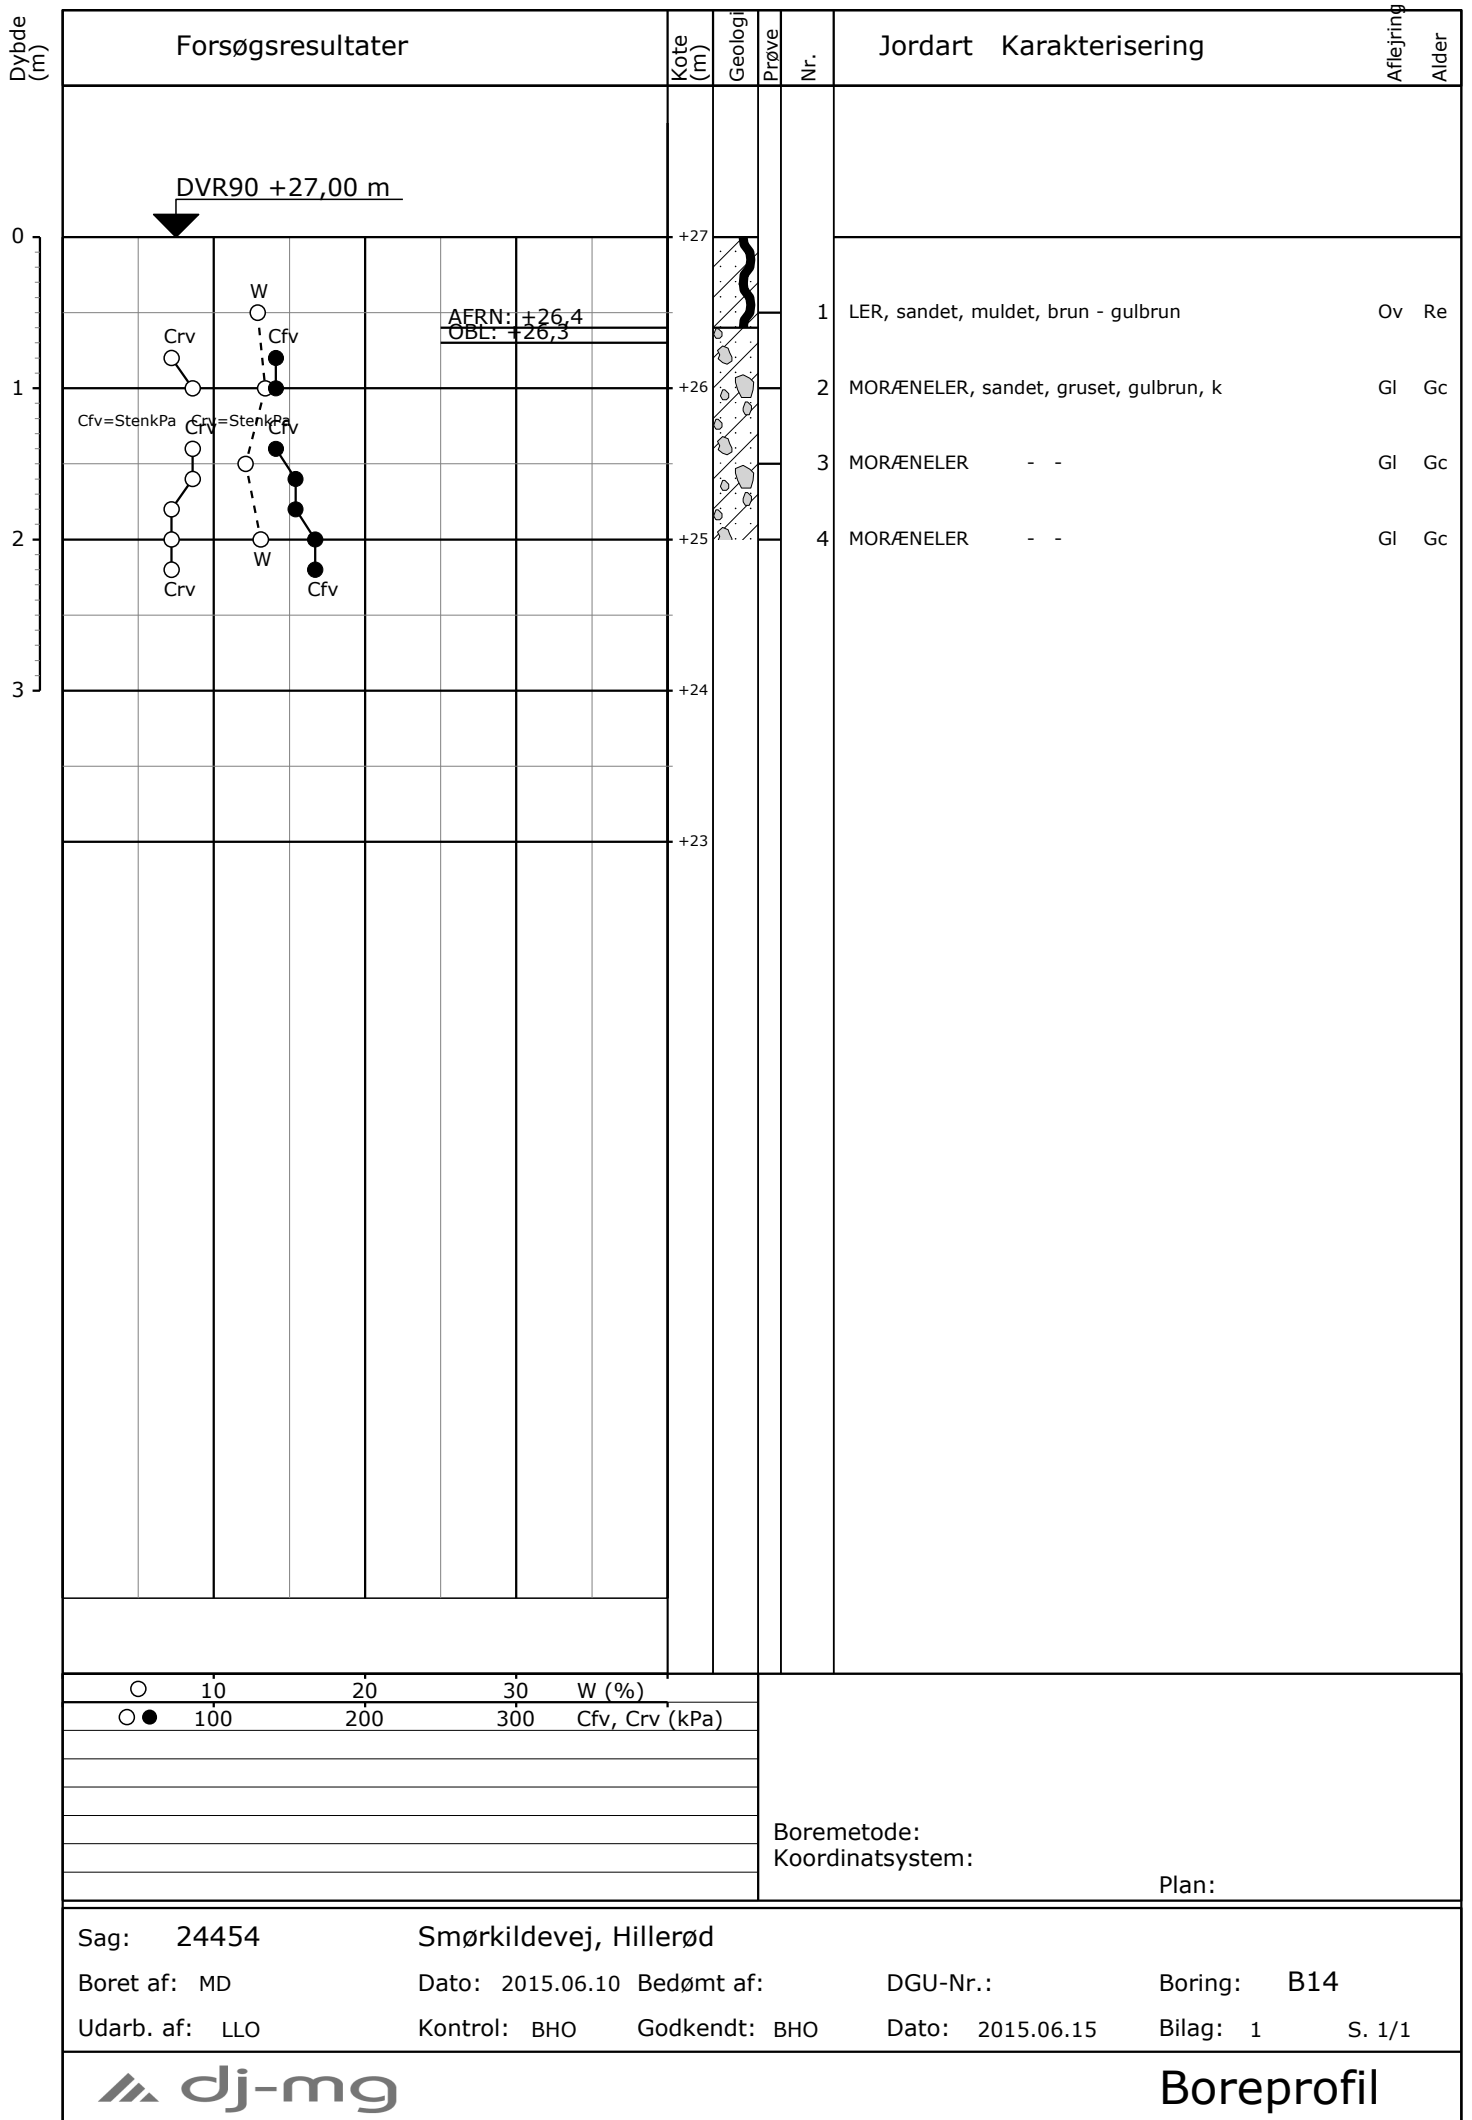 Dybde (m) Forsøgsresultater Kote (m) Geologi Prøve Nr. Jordart Karakterisering Aflejring Alder
DVR90 +27,00 m
0 +27
W
AFRN: +26,4
1 LER, sandet, muldet, brun - gulbrun Ov Re
Crv Cfv OBL: +26,3
1 +26 2 MORÆNELER, sandet, gruset, gulbrun, k Gl Gc
Cfv=StenkPa Crv=StenkPa
Crv Cfv
3 MORÆNELER - - Gl Gc
2 +25 4 MORÆNELER - - Gl Gc
W
Crv Cfv
3 +24
+23
10 20 30 W (%)
100 200 300 Cfv, Crv (kPa)
Boremetode:
Koordinatsystem:
Plan:
Sag: 24454 Smørkildevej, Hillerød
Boret af: MD Dato: 2015.06.10 Bedømt af: DGU-Nr.: Boring: B14
Udarb. af: LLO Kontrol: BHO Godkendt: BHO Dato: 2015.06.15 Bilag: 1 S. 1/1
dj-mg Boreprofil